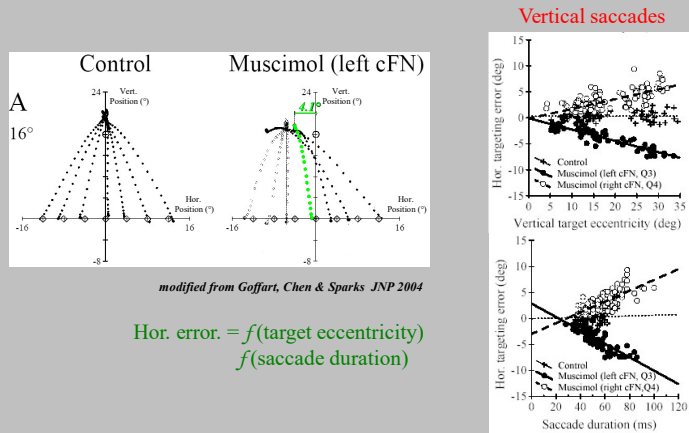 Vertical saccades
Control
Muscimol (left cFN)
A
16°
24
Vert.
Position (°)
Hor.
Position (°)
-16
16
-8
24
Vert.
Position (°)
4.1°
Hor.
Position (°)
-16
16
-8
modified from Goffart, Chen & Sparks JNP 2004
Hor. error. = f(target eccentricity)
f(saccade duration)
Hor. targeting error (deg)
15
10
5
0
-5
-10
-15
Control
Muscimol (left cFN, Q3)
Muscimol (right cFN, Q4)
0 5 10 15 20 25 30 35
Vertical target eccentricity (deg)
Hor. targeting error (deg)
15
10
5
0
-5
-10
-15
Control
Muscimol (left cFN, Q3)
Muscimol (right cFN,Q4)
0 20 40 60 80 100 120
Saccade duration (ms)